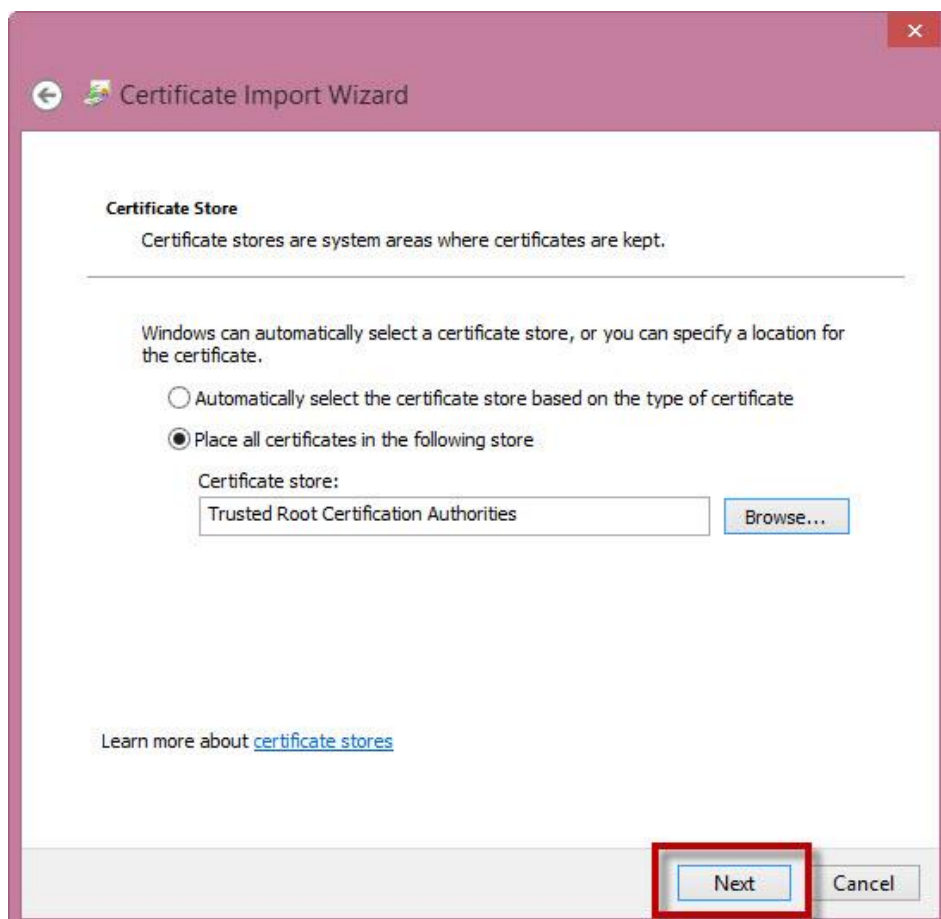 Certificate Import Wizard
Certificate Store
Certificate stores are system areas where certificates are kept.
Windows can automatically select a certificate store, or you can specify a location for
the certificate.
Automatically select the certificate store based on the type of certificate
Place all certificates in the following store
Certificate store:
Trusted Root Certification Authorities
Browse...
Learn more about certificate stores
Next
Cancel